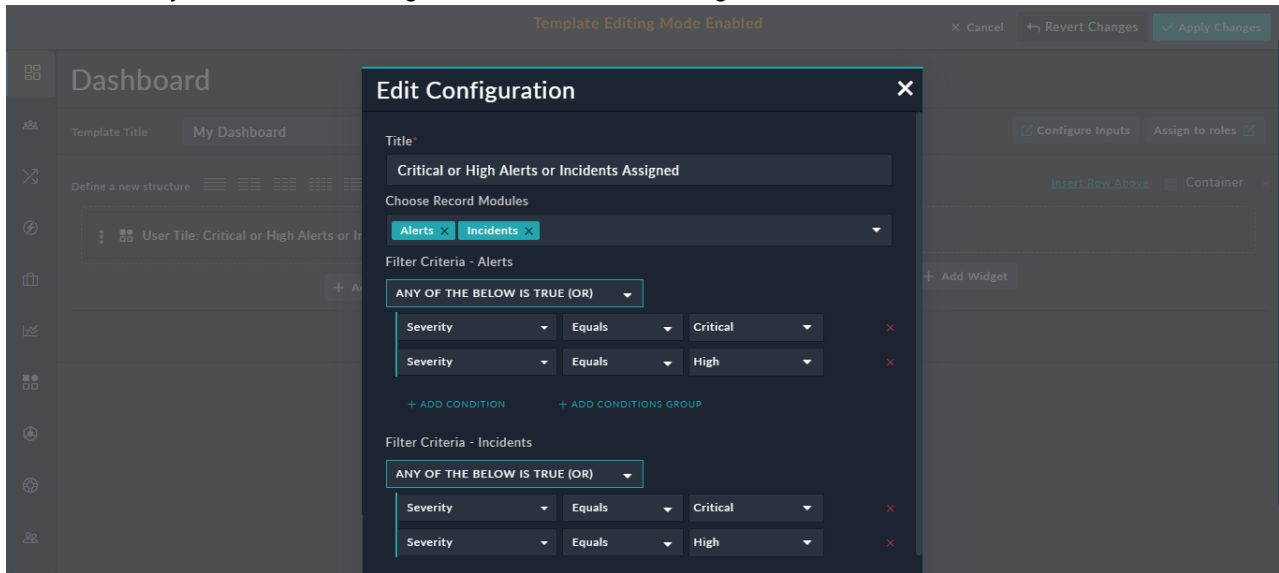 Template Editing Mode Enabled
× Cancel
Revert Changes
Apply Changes
Dashboard
Template Title
My Dashboard
Configure Inputs
Assign to roles
Define a new structure
Insert Row Above
Container
User Tile: Critical or High Alerts or
+ Add Widget
Edit Configuration
Title*
Critical or High Alerts or Incidents Assigned
Choose Record Modules
Alerts × Incidents ×
Filter Criteria - Alerts
ANY OF THE BELOW IS TRUE (OR)
Severity Equals Critical
Severity Equals High
+ ADD CONDITION + ADD CONDITIONS GROUP
Filter Criteria - Incidents
ANY OF THE BELOW IS TRUE (OR)
Severity Equals Critical
Severity Equals High